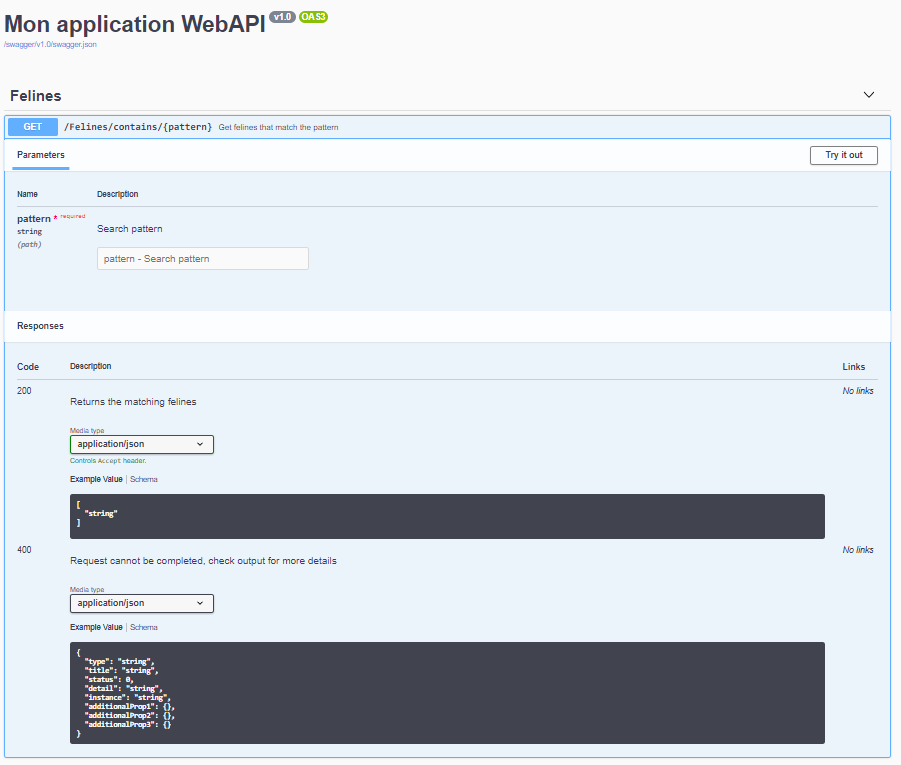 Mon application WebAPI v1.0 OAS3
/swagger/v1.0/swagger.json
Felines
GET /Felines/contains/{pattern} Get felines that match the pattern
Parameters Try it out
Name Description
pattern * required
string
(path)
Search pattern
pattern - Search pattern
Responses
Code Description Links
200 No links
Returns the matching felines
Media type
application/json
Controls Accept header.
Example Value | Schema
[
"string"
]
400 No links
Request cannot be completed, check output for more details
Media type
application/json
Example Value | Schema
{
"type": "string",
"title": "string",
"status": 0,
"detail": "string",
"instance": "string",
"additionalProp1": {},
"additionalProp2": {},
"additionalProp3": {}
}